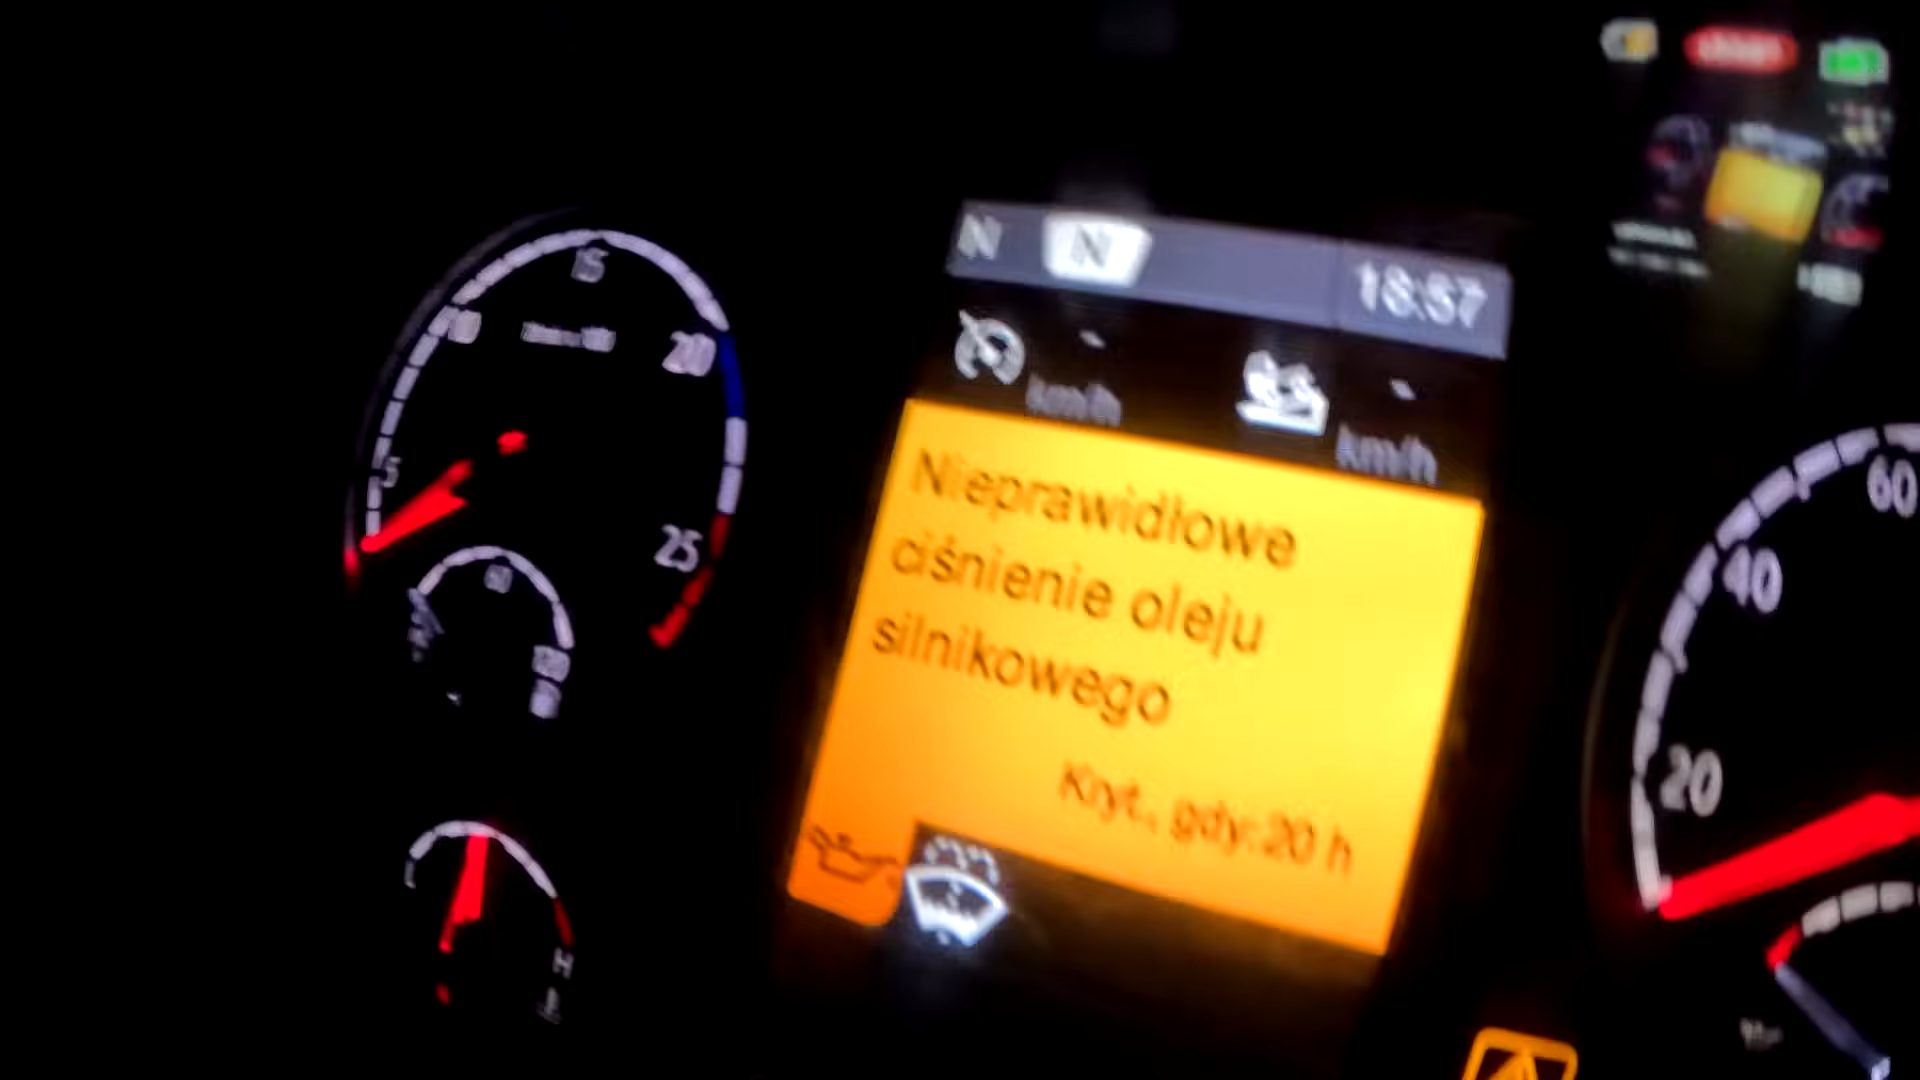 N N 18:57
km/h km/h
Nieprawidłowe
ciśnienie oleju
silnikowego
Kryt., gdy:20 h
5
10
15
20
25
60
H
20
40
60